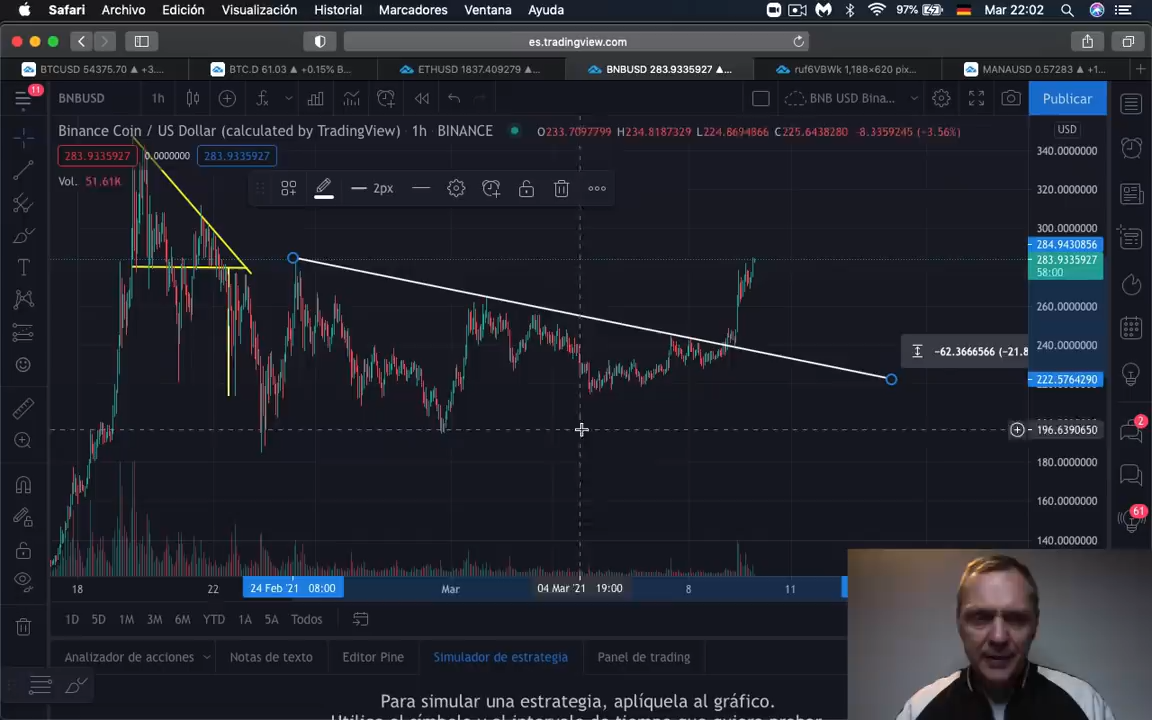 Safari Archivo Edición Visualización Historial Marcadores Ventana Ayuda 97% Mar 22:02
es.tradingview.com
BTCUSD 54375.70 ▲ +3.... BTC.D 61.03 ▲ +0.15% B... ETHUSD 1837.409279 ▲... BNBUSD 283.9335927 ▲... ruf6VBWk 1,188×620 pix... MANAUSD 0.57283 ▲ +1...
11
BNBUSD 1h BNB USD Bina... Publicar
Binance Coin / US Dollar (calculated by TradingView) • 1h • BINANCE O233.7097799 H234.8187329 L224.8694866 C225.6438280 -8.3359245 (-3.56%) USD
283.9335927 0.0000000 283.9335927
Vol. 51.61K
2px
340.0000000
320.0000000
300.0000000
284.9430856
283.9335927
58:00
260.0000000
240.0000000
-62.3666566 (-21.8
222.5764290
196.6390650
180.0000000
160.0000000
140.0000000
2
61
18 22 24 Feb '21 08:00 Mar 04 Mar '21 19:00 8 11
1D 5D 1M 3M 6M YTD 1A 5A Todos
Analizador de acciones Notas de texto Editor Pine Simulador de estrategia Panel de trading
Para simular una estrategia, aplíquela al gráfico.